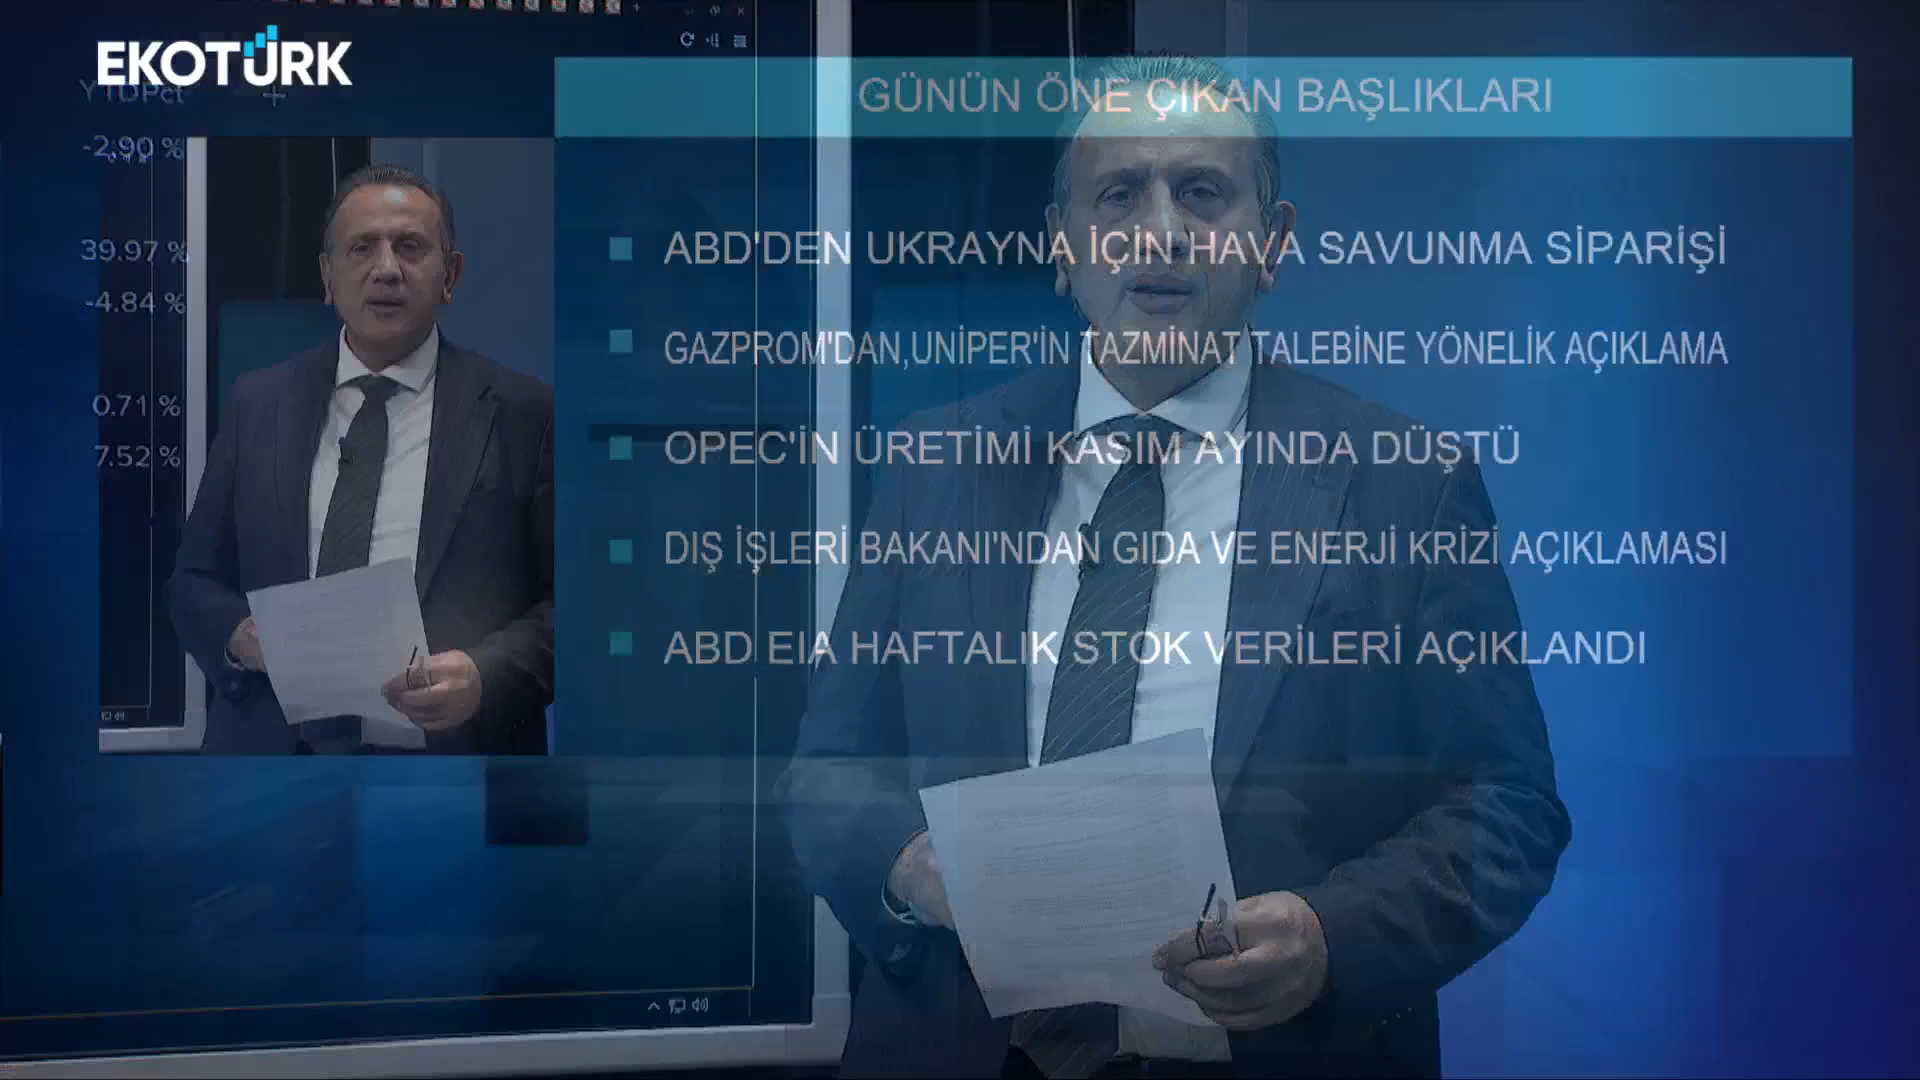 EKOTÜRK
YTDPct
-2.90 %
39.97 %
-4.84 %
0.71 %
7.52 %
GÜNÜN ÖNE ÇIKAN BAŞLIKLARI
ABD'DEN UKRAYNA İÇİN HAVA SAVUNMA SİPARİŞİ
GAZPROM'DAN,UNİPER'İN TAZMİNAT TALEBİNE YÖNELİK AÇIKLAMA
OPEC'İN ÜRETİMİ KASIM AYINDA DÜŞTÜ
DIŞ İŞLERİ BAKANI'NDAN GIDA VE ENERJİ KRİZİ AÇIKLAMASI
ABD EIA HAFTALIK STOK VERİLERİ AÇIKLANDI